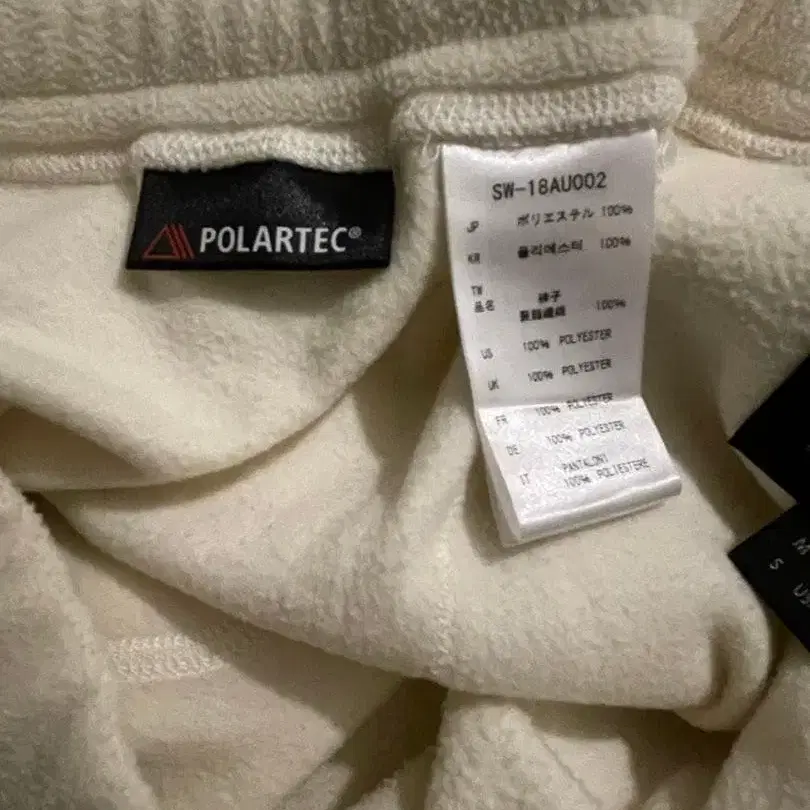 POLARTEC®
SW-18AU002
JP ポリエステル 100%
KR 폴리에스터 100%
TW
品名 褲子
聚酯纖維 100%
US 100% POLYESTER
UK 100% POLYESTER
FR 100% POLYESTER
DE 100% POLYESTER
IT PANTALONI
100% POLIESTERE
M
S US